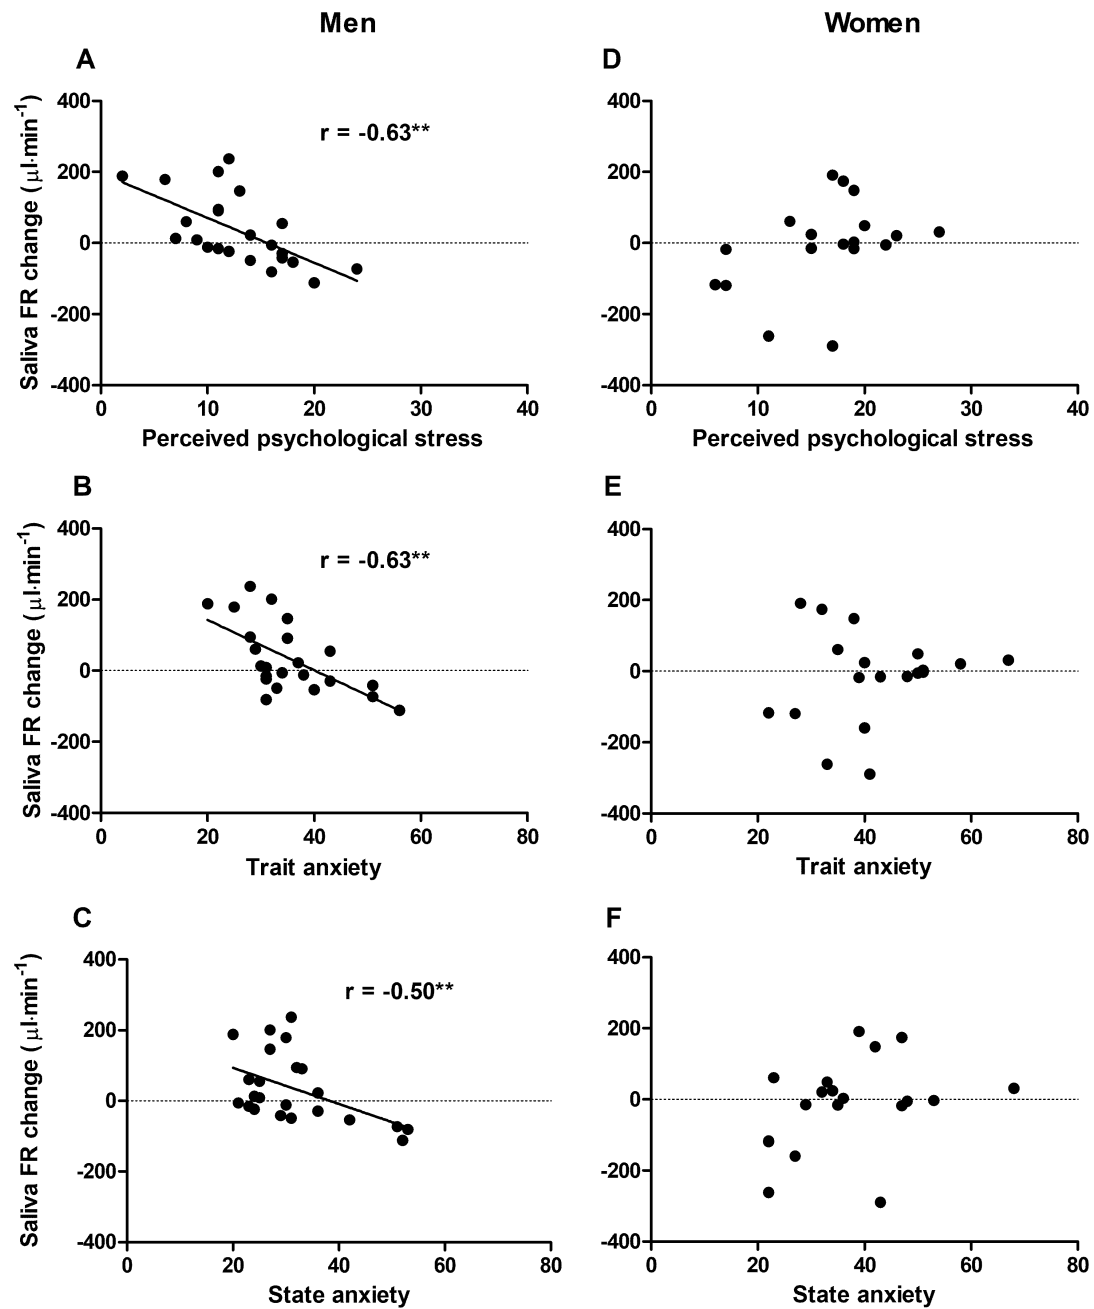 Men
Women
A
D
400
200
0
-200
-400
Saliva FR change (μl·min-1)
r = -0.63**
0 10 20 30 40
Perceived psychological stress
400
200
0
-200
-400
0 10 20 30 40
Perceived psychological stress
B
E
400
200
0
-200
-400
Saliva FR change (μl·min-1)
r = -0.63**
0 20 40 60 80
Trait anxiety
400
200
0
-200
-400
0 20 40 60 80
Trait anxiety
C
F
400
200
0
-200
-400
Saliva FR change (μl·min-1)
r = -0.50**
0 20 40 60 80
State anxiety
400
200
0
-200
-400
0 20 40 60 80
State anxiety